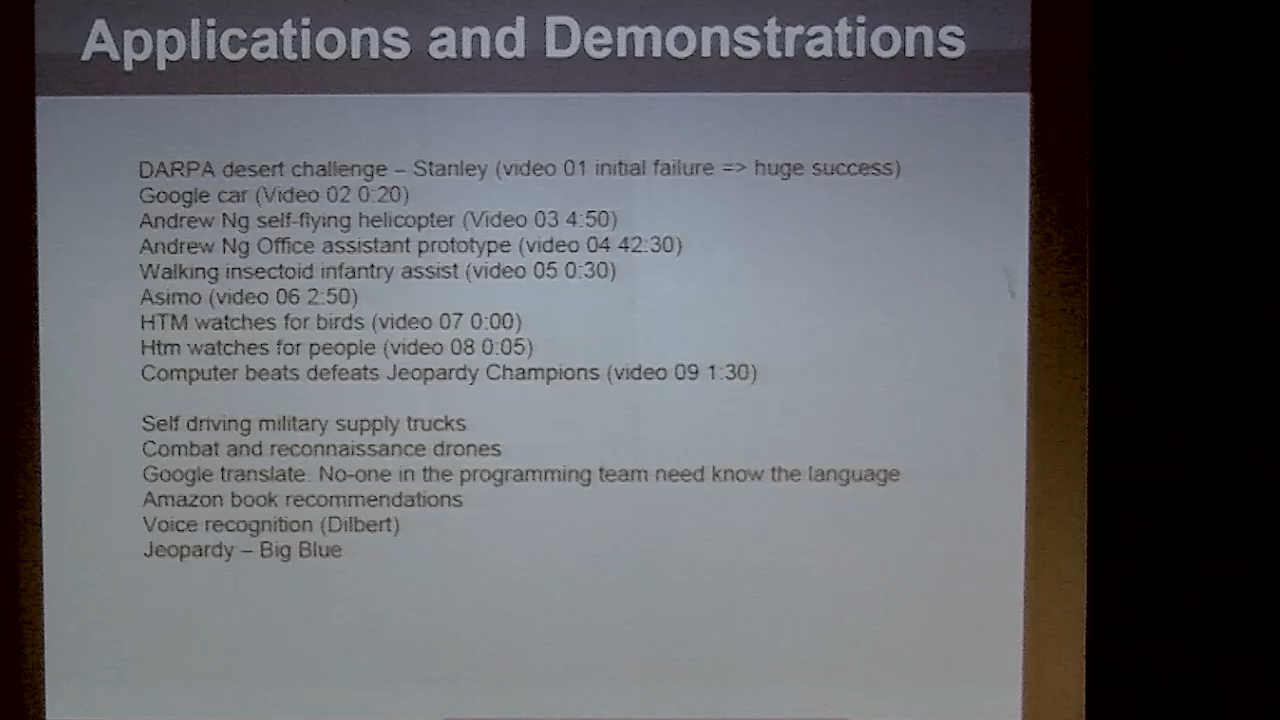 Applications and Demonstrations
DARPA desert challenge – Stanley (video 01 initial failure => huge success)
Google car (Video 02 0:20)
Andrew Ng self-flying helicopter (Video 03 4:50)
Andrew Ng Office assistant prototype (video 04 42:30)
Walking insectoid infantry assist (video 05 0:30)
Asimo (video 06 2:50)
HTM watches for birds (video 07 0:00)
Htm watches for people (video 08 0:05)
Computer beats defeats Jeopardy Champions (video 09 1:30)
Self driving military supply trucks
Combat and reconnaissance drones
Google translate. No-one in the programming team need know the language
Amazon book recommendations
Voice recognition (Dilbert)
Jeopardy – Big Blue